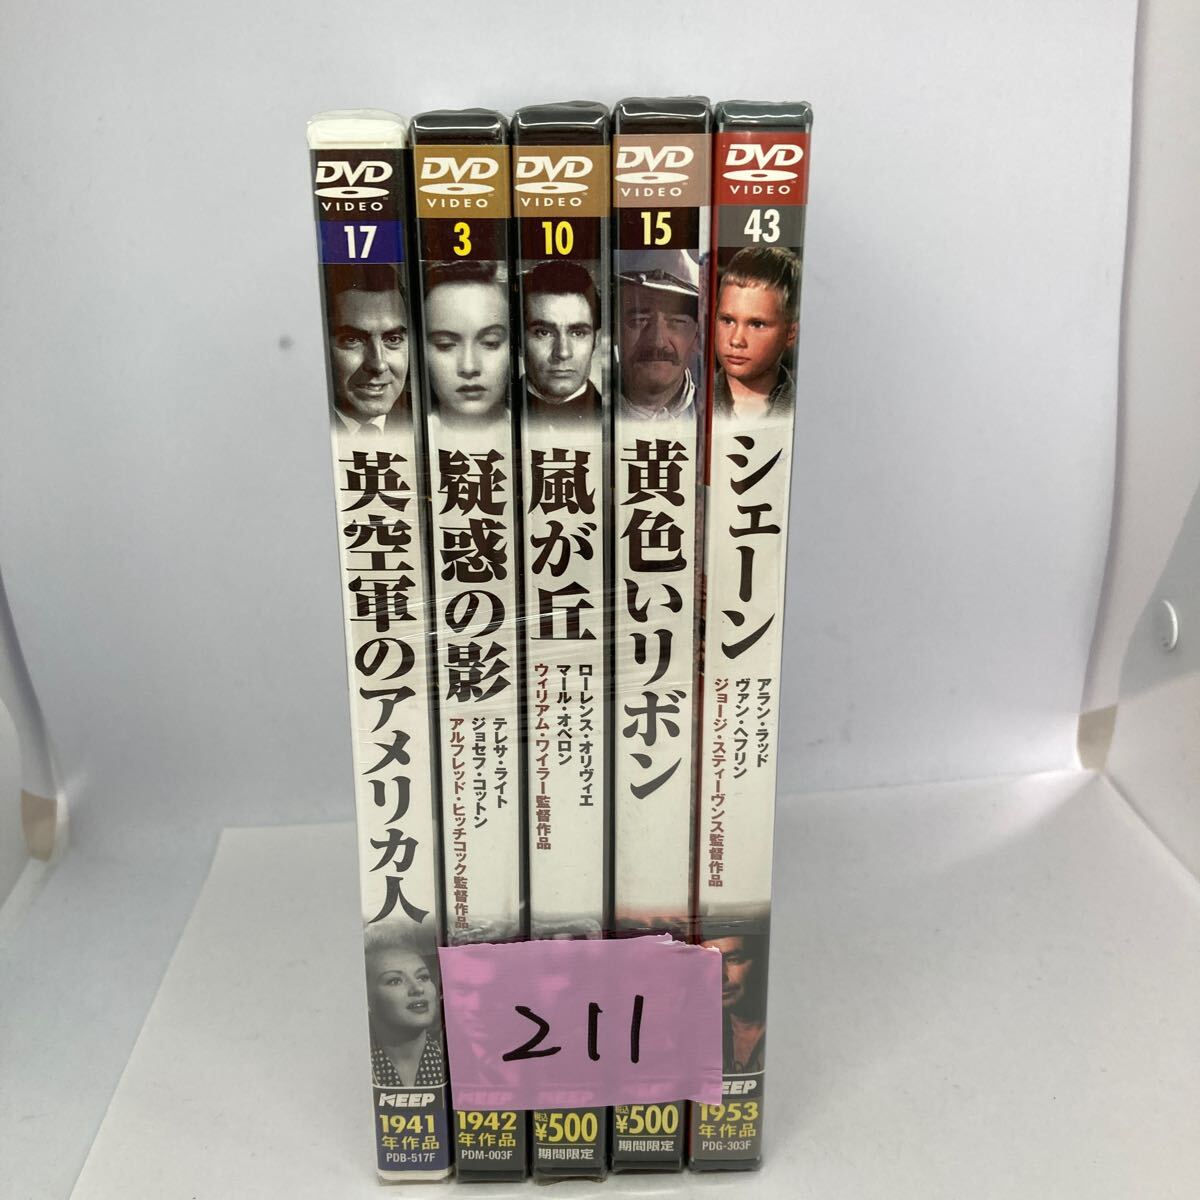 DVD
VIDEO
17
英空軍のアメリカ人
KEEP
1941
年作品
PDB-517F
DVD
VIDEO
3
疑惑の影
テレサ・ライト
ジョセフ・コットン
アルフレッド・ヒッチコック監督作品
KEEP
1942
年作品
PDM-003F
DVD
VIDEO
10
嵐が丘
ローレンス・オリヴィエ
マール・オベロン
ウィリアム・ワイラー監督作品
KEEP
税込
¥500
期間限定
DVD
VIDEO
15
黄色いリボン
KEEP
税込
¥500
期間限定
DVD
VIDEO
43
シェーン
アラン・ラッド
ヴァン・ヘフリン
ジョージ・スティーヴンス監督作品
KEEP
1953
年作品
PDG-303F
211